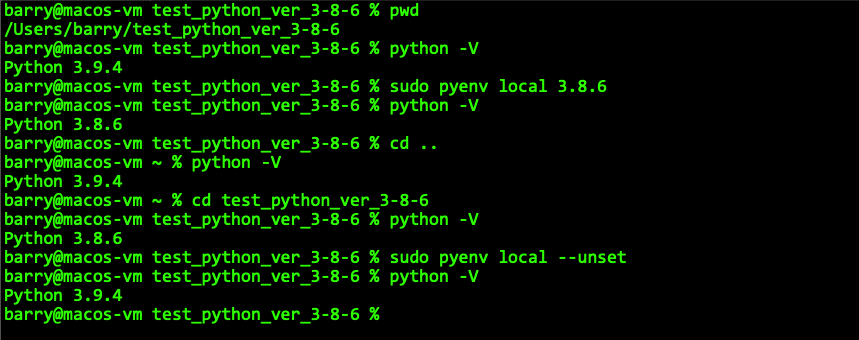 barry@macos-vm test_python_ver_3-8-6 % pwd
/Users/barry/test_python_ver_3-8-6
barry@macos-vm test_python_ver_3-8-6 % python -V
Python 3.9.4
barry@macos-vm test_python_ver_3-8-6 % sudo pyenv local 3.8.6
barry@macos-vm test_python_ver_3-8-6 % python -V
Python 3.8.6
barry@macos-vm test_python_ver_3-8-6 % cd ..
barry@macos-vm ~ % python -V
Python 3.9.4
barry@macos-vm ~ % cd test_python_ver_3-8-6
barry@macos-vm test_python_ver_3-8-6 % python -V
Python 3.8.6
barry@macos-vm test_python_ver_3-8-6 % sudo pyenv local --unset
barry@macos-vm test_python_ver_3-8-6 % python -V
Python 3.9.4
barry@macos-vm test_python_ver_3-8-6 %